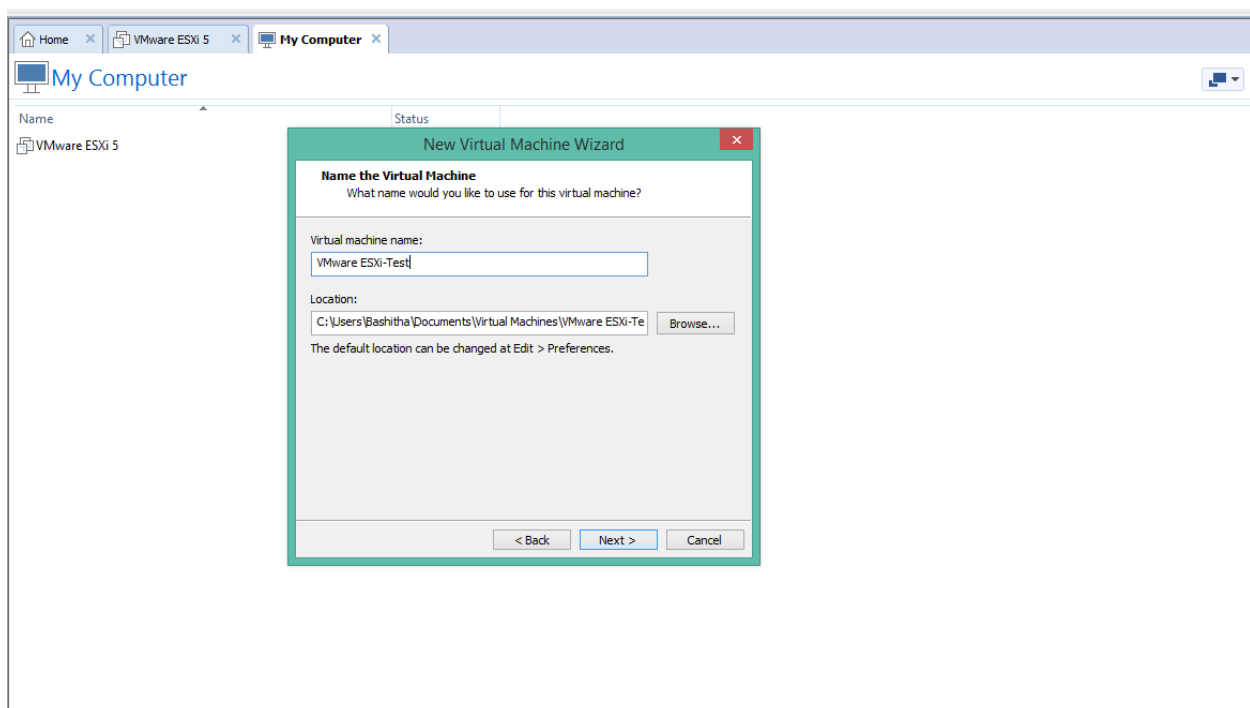 Home VMware ESXi 5 My Computer
My Computer
Name Status
VMware ESXi 5
New Virtual Machine Wizard
Name the Virtual Machine
What name would you like to use for this virtual machine?
Virtual machine name:
VMware ESXi-Test
Location:
C:\Users\Bashitha\Documents\Virtual Machines\VMware ESXi-Te Browse...
The default location can be changed at Edit > Preferences.
< Back Next > Cancel